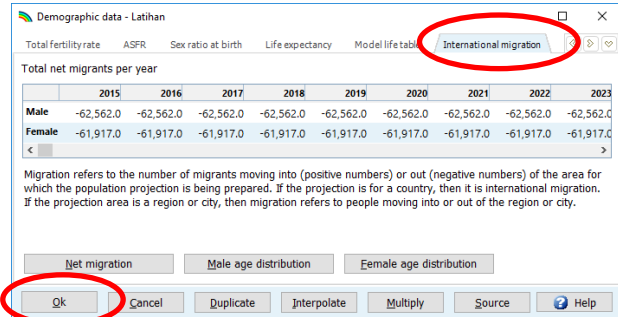 Demographic data - Latihan
Total fertility rate ASFR Sex ratio at birth Life expectancy Model life table International migration
Total net migrants per year
2015 2016 2017 2018 2019 2020 2021 2022 2023
Male -62,562.0 -62,562.0 -62,562.0 -62,562.0 -62,562.0 -62,562.0 -62,562.0 -62,562.0 -62,562.0
Female -61,917.0 -61,917.0 -61,917.0 -61,917.0 -61,917.0 -61,917.0 -61,917.0 -61,917.0 -61,917.0
Migration refers to the number of migrants moving into (positive numbers) or out (negative numbers) of the area for
which the population projection is being prepared. If the projection is for a country, then it is international migration.
If the projection area is a region or city, then migration refers to people moving into or out of the region or city.
Net migration Male age distribution Female age distribution
Ok Cancel Duplicate Interpolate Multiply Source Help